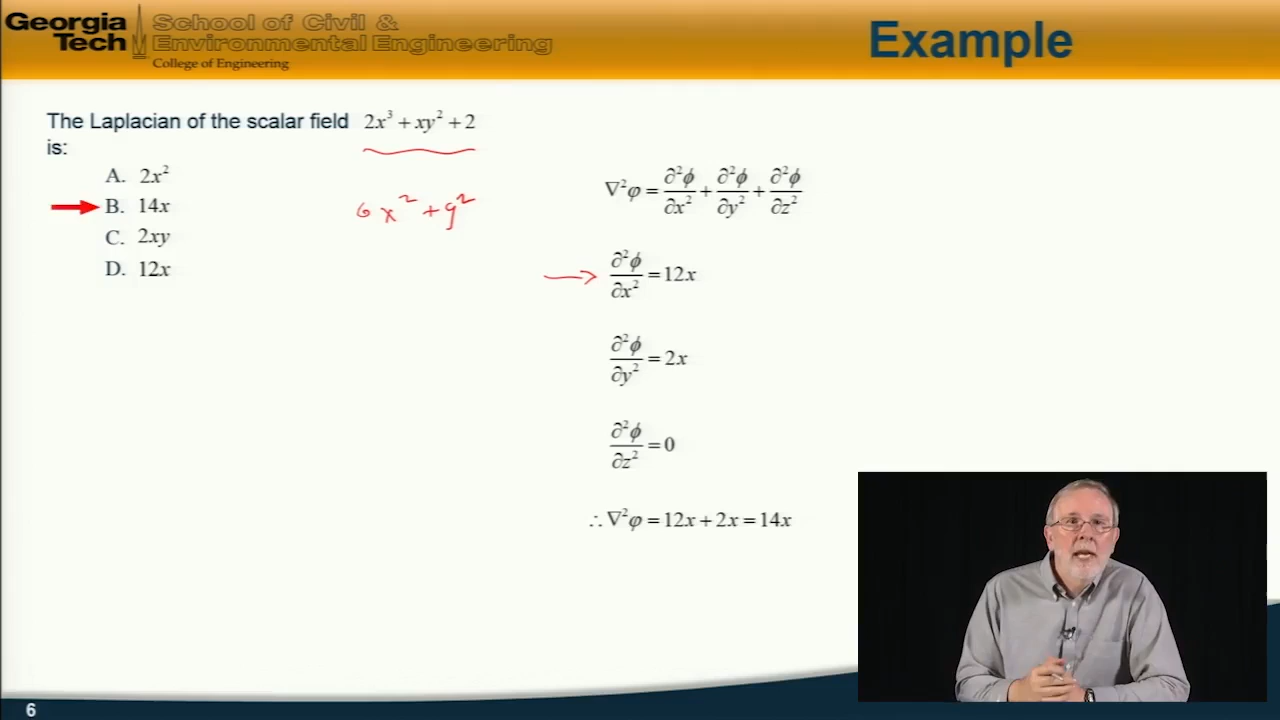 Georgia Tech
School of Civil & Environmental Engineering
College of Engineering
Example
The Laplacian of the scalar field 2x³ + xy² + 2
is:
A. 2x²
B. 14x
C. 2xy
D. 12x
6x² + y²
∇²φ = ∂²ϕ/∂x² + ∂²ϕ/∂y² + ∂²ϕ/∂z²
∂²ϕ/∂x² = 12x
∂²ϕ/∂y² = 2x
∂²ϕ/∂z² = 0
∴ ∇²φ = 12x + 2x = 14x
6